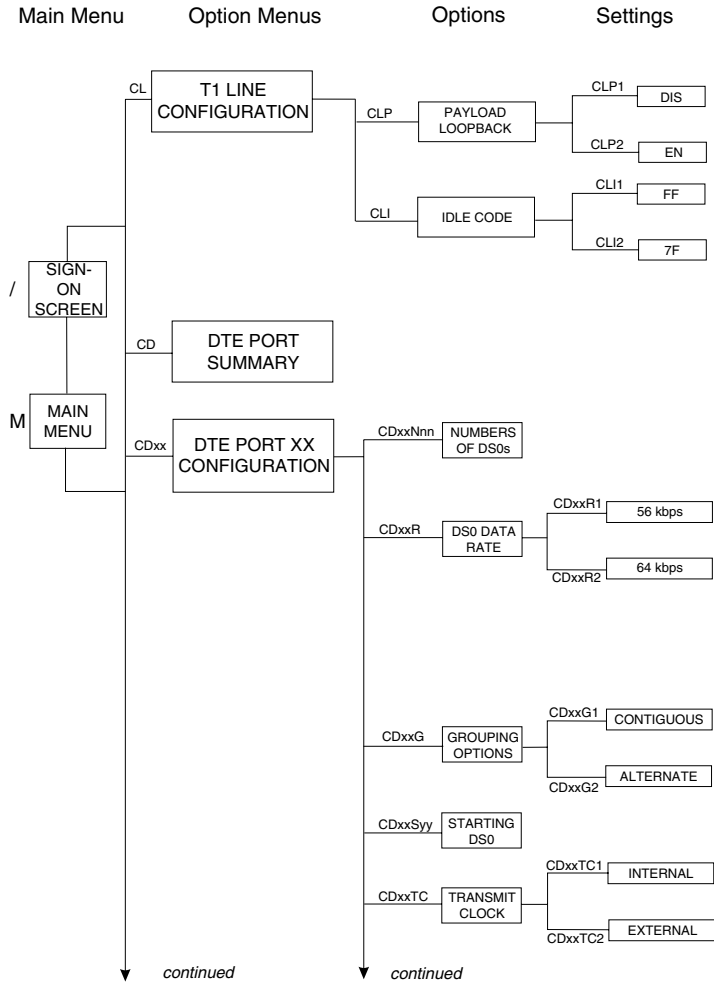 Main Menu
Option Menus
Options
Settings
CL
T1 LINE
CONFIGURATION
CLP
PAYLOAD
LOOPBACK
CLP1
DIS
CLP2
EN
CLI
IDLE CODE
CLI1
FF
CLI2
7F
/
SIGN-
ON
SCREEN
CD
DTE PORT
SUMMARY
M
MAIN
MENU
CDxx
DTE PORT XX
CONFIGURATION
CDxxNnn
NUMBERS
OF DS0s
CDxxR
DS0 DATA
RATE
CDxxR1
56 kbps
CDxxR2
64 kbps
CDxxG
GROUPING
OPTIONS
CDxxG1
CONTIGUOUS
CDxxG2
ALTERNATE
CDxxSyy
STARTING
DS0
CDxxTC
TRANSMIT
CLOCK
CDxxTC1
INTERNAL
CDxxTC2
EXTERNAL
continued
continued